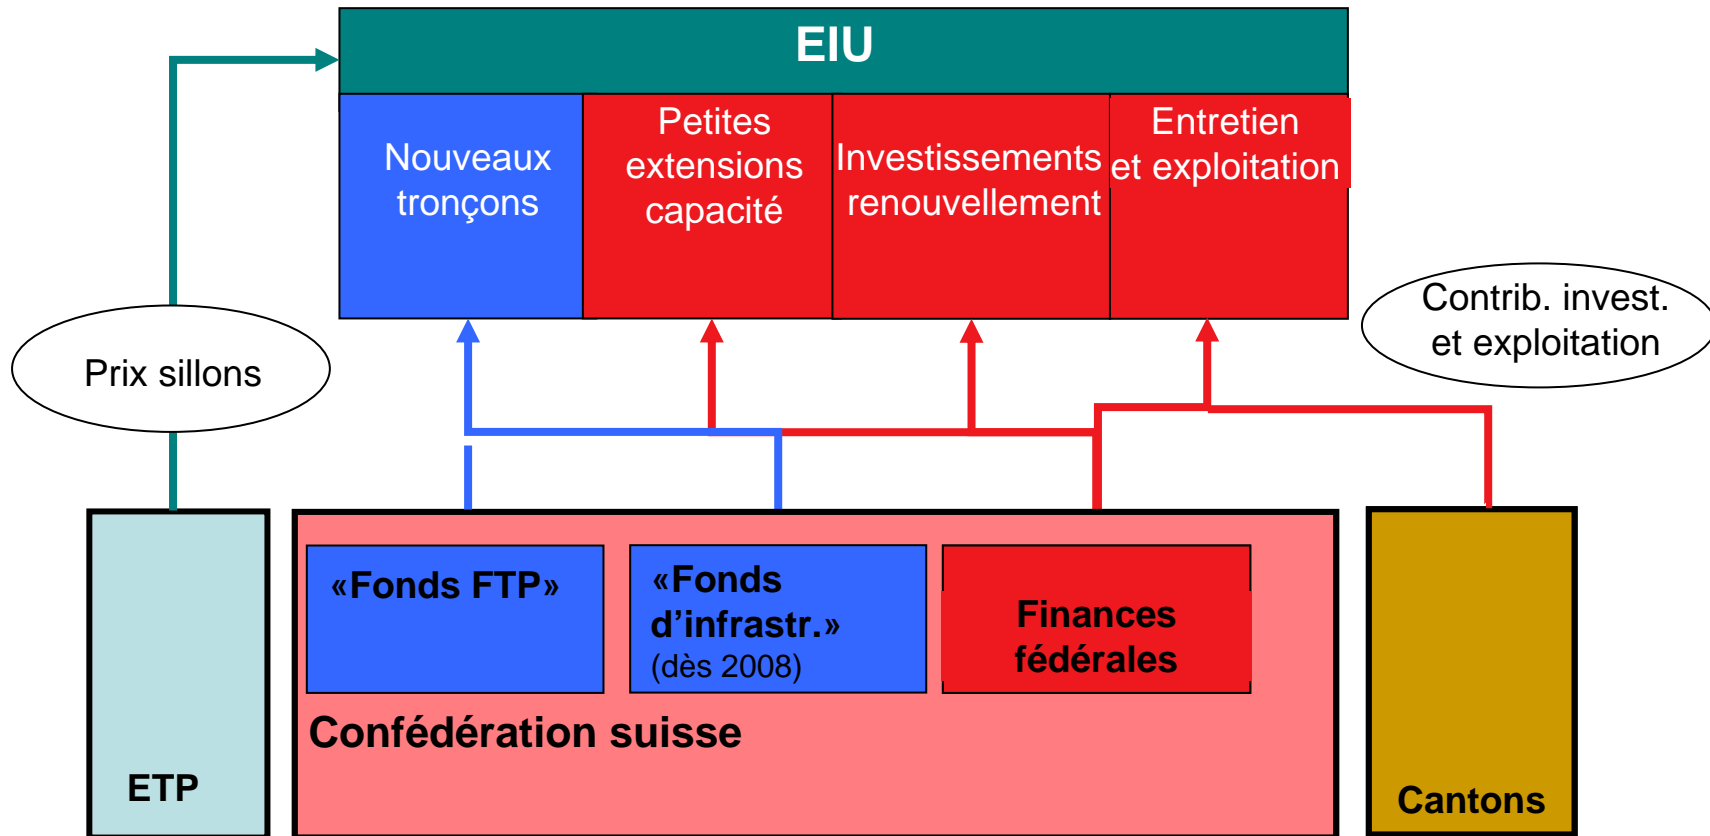 EIU
Nouveaux
tronçons
Petites
extensions
capacité
Investissements
renouvellement
Entretien
et exploitation
Prix sillons
Contrib. invest.
et exploitation
«Fonds FTP»
«Fonds
d’infrastr.»
(dès 2008)
Finances
fédérales
Confédération suisse
ETP
Cantons